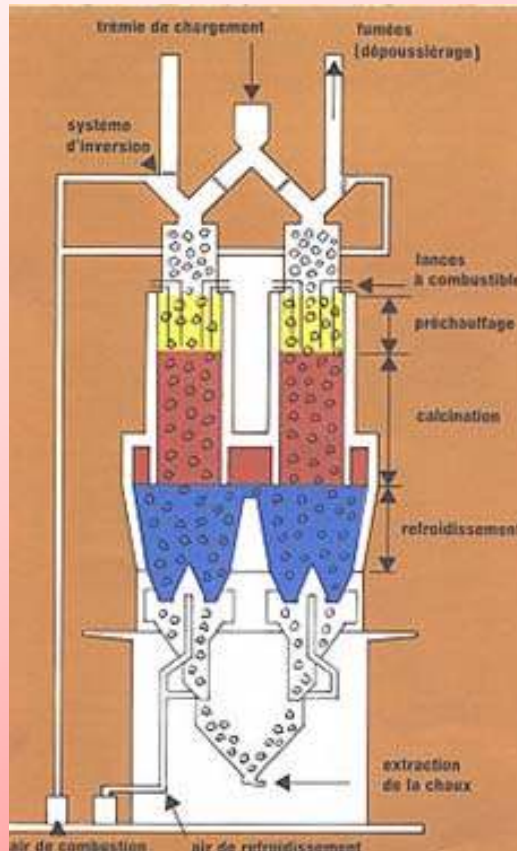 trémie de chargement
fumées
(dépoussiérage)
système
d'inversion
lances
à combustible
préchauffage
calcination
refroidissement
extraction
de la chaux
air de combustion
air de refroidissement